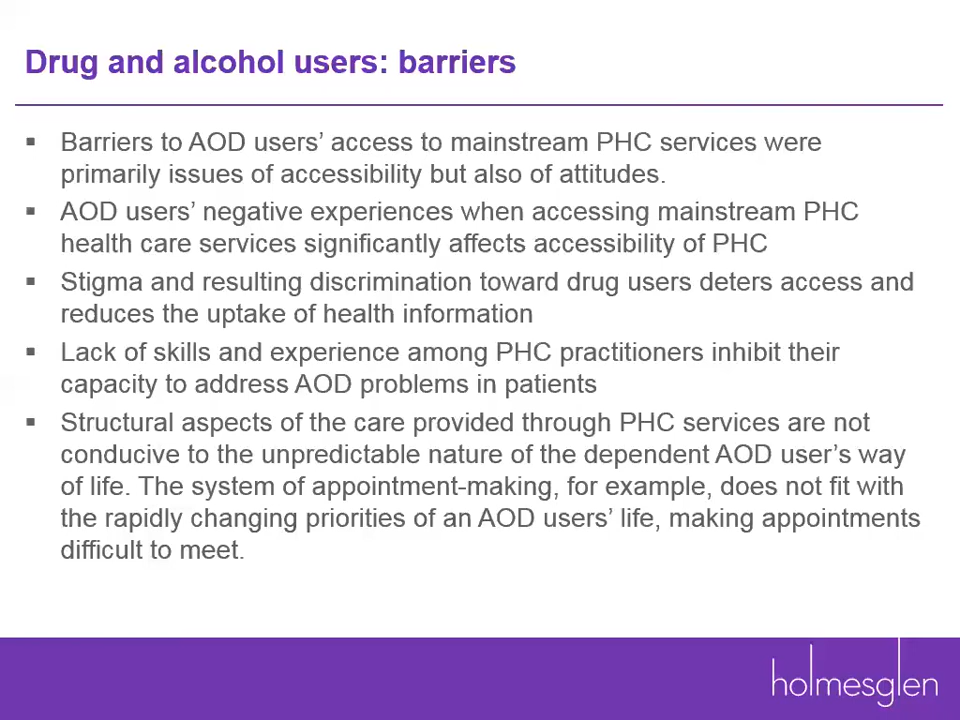 Drug and alcohol users: barriers
▪ Barriers to AOD users’ access to mainstream PHC services were
primarily issues of accessibility but also of attitudes.
▪ AOD users’ negative experiences when accessing mainstream PHC
health care services significantly affects accessibility of PHC
▪ Stigma and resulting discrimination toward drug users deters access and
reduces the uptake of health information
▪ Lack of skills and experience among PHC practitioners inhibit their
capacity to address AOD problems in patients
▪ Structural aspects of the care provided through PHC services are not
conducive to the unpredictable nature of the dependent AOD user’s way
of life. The system of appointment-making, for example, does not fit with
the rapidly changing priorities of an AOD users’ life, making appointments
difficult to meet.
holmesglen